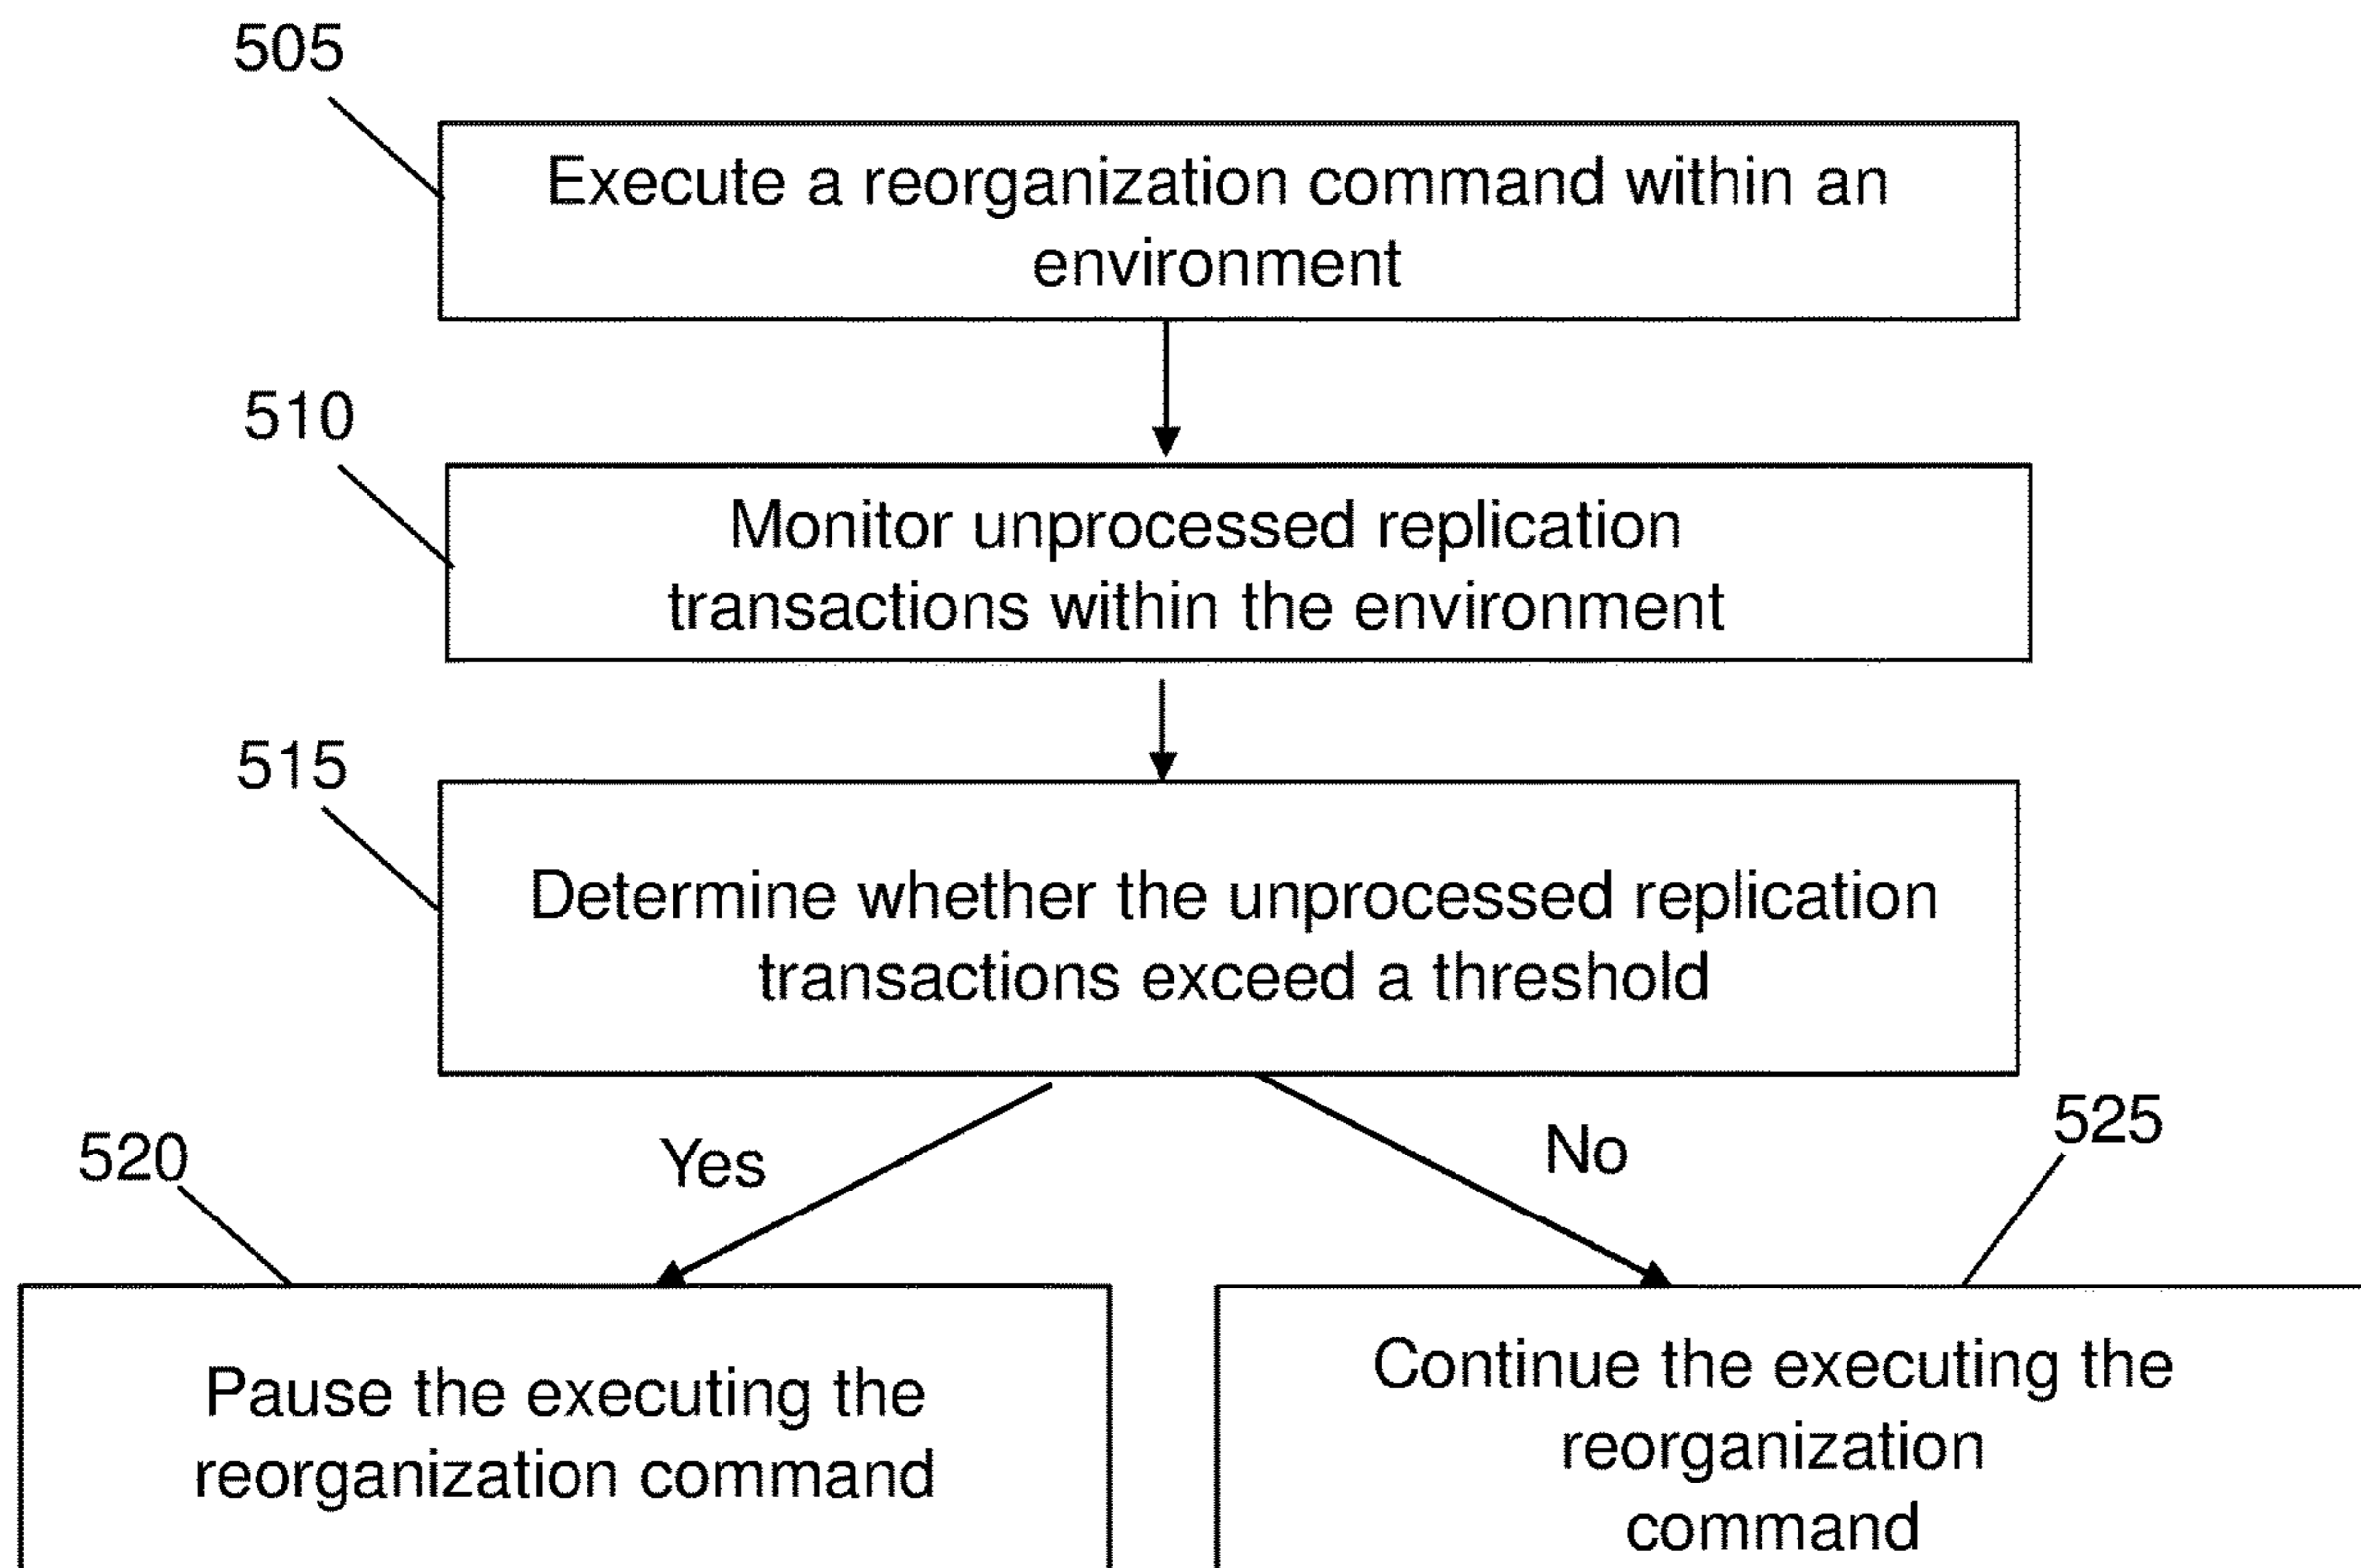 505
Execute a reorganization command within an
environment
510
Monitor unprocessed replication
transactions within the environment
515
Determine whether the unprocessed replication
transactions exceed a threshold
520
Yes
No
525
Pause the executing the
reorganization command
Continue the executing the
reorganization
command